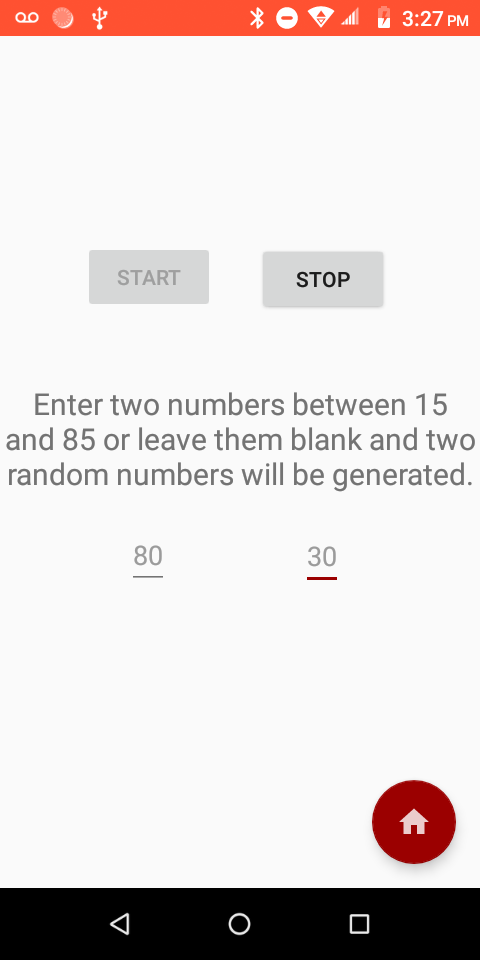 3:27 PM
START
STOP
Enter two numbers between 15
and 85 or leave them blank and two
random numbers will be generated.
80
30